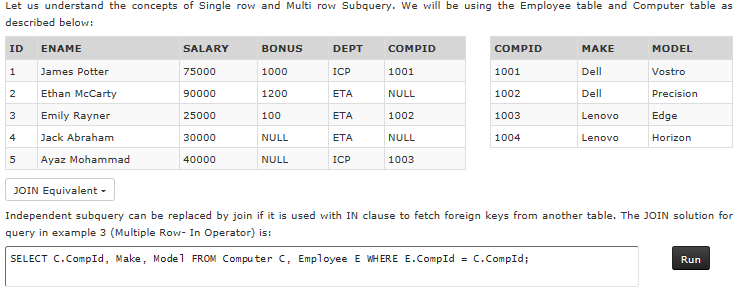 Let us understand the concepts of Single row and Multi row Subquery. We will be using the Employee table and Computer table as
described below:
ID ENAME SALARY BONUS DEPT COMPID
1 James Potter 75000 1000 ICP 1001
2 Ethan McCarty 90000 1200 ETA NULL
3 Emily Rayner 25000 100 ETA 1002
4 Jack Abraham 30000 NULL ETA NULL
5 Ayaz Mohammad 40000 NULL ICP 1003
COMPID MAKE MODEL
1001 Dell Vostro
1002 Dell Precision
1003 Lenovo Edge
1004 Lenovo Horizon
JOIN Equivalent
Independent subquery can be replaced by join if it is used with IN clause to fetch foreign keys from another table. The JOIN solution for
query in example 3 (Multiple Row- In Operator) is:
SELECT C.CompId, Make, Model FROM Computer C, Employee E WHERE E.CompId = C.CompId;
Run